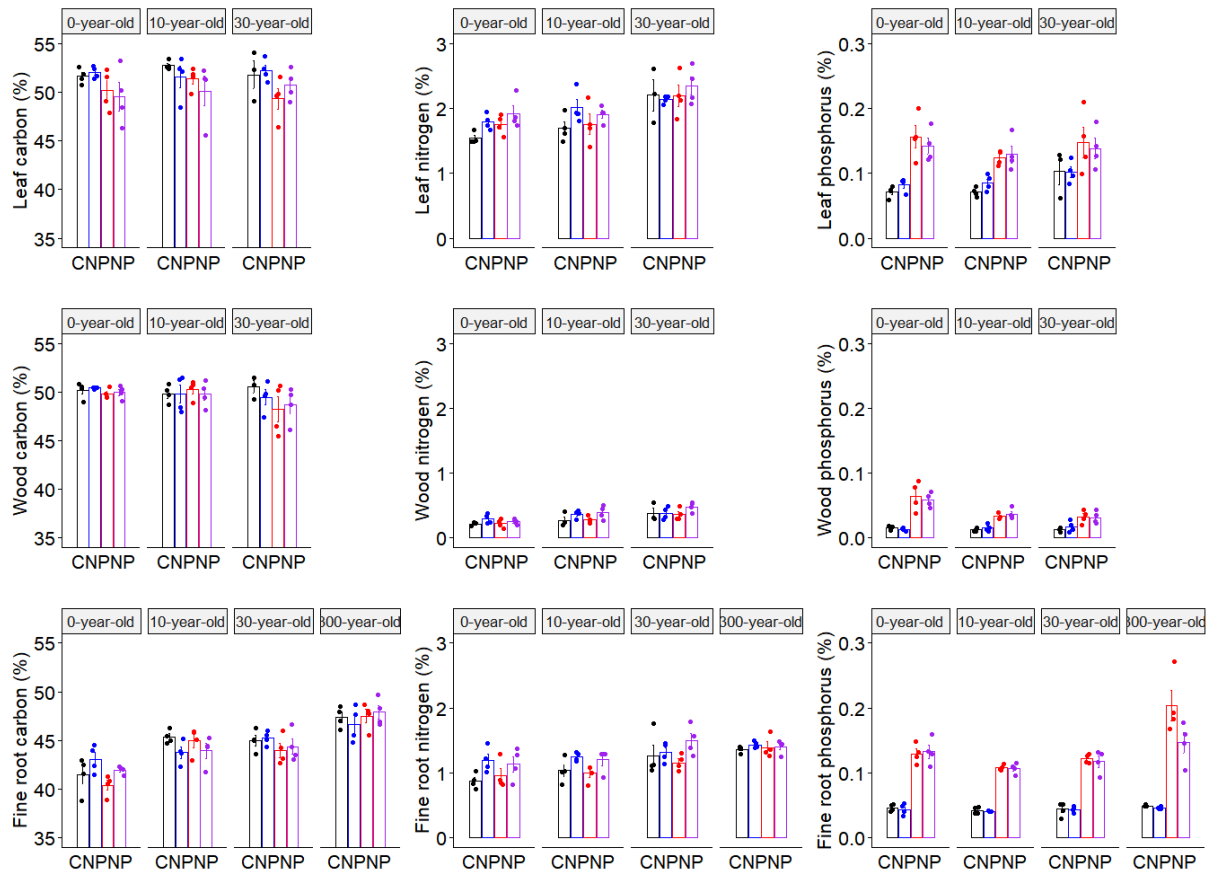 0-year-old 10-year-old 30-year-old
Leaf carbon (%)
55
50
45
40
35
CNPNP CNPNP CNPNP
0-year-old 10-year-old 30-year-old
Leaf nitrogen (%)
3
2
1
0
CNPNP CNPNP CNPNP
0-year-old 10-year-old 30-year-old
Leaf phosphorus (%)
0.3
0.2
0.1
0.0
CNPNP CNPNP CNPNP
0-year-old 10-year-old 30-year-old
Wood carbon (%)
55
50
45
40
35
CNPNP CNPNP CNPNP
0-year-old 10-year-old 30-year-old
Wood nitrogen (%)
3
2
1
0
CNPNP CNPNP CNPNP
0-year-old 10-year-old 30-year-old
Wood phosphorus (%)
0.3
0.2
0.1
0.0
CNPNP CNPNP CNPNP
0-year-old 10-year-old 30-year-old 300-year-old
Fine root carbon (%)
55
50
45
40
35
CNPNP CNPNP CNPNP CNPNP
0-year-old 10-year-old 30-year-old 300-year-old
Fine root nitrogen (%)
3
2
1
0
CNPNP CNPNP CNPNP CNPNP
0-year-old 10-year-old 30-year-old 300-year-old
Fine root phosphorus (%)
0.3
0.2
0.1
0.0
CNPNP CNPNP CNPNP CNPNP